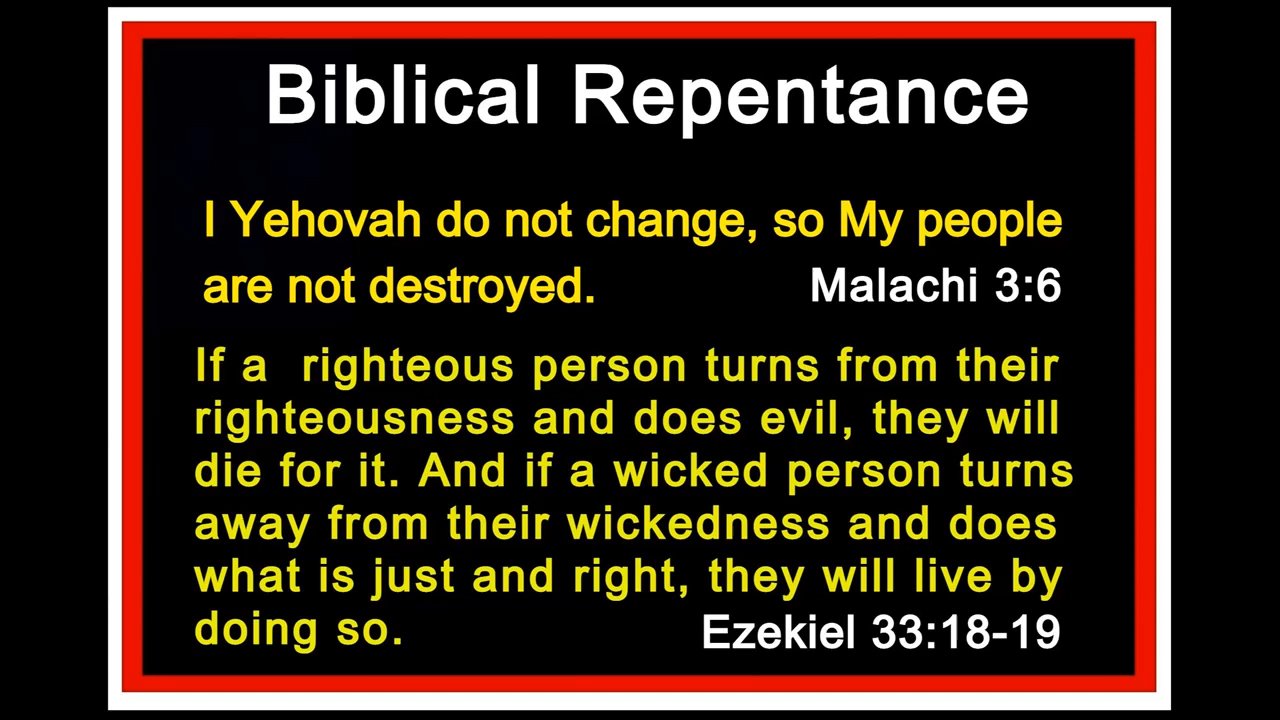 Biblical Repentance
I Yehovah do not change, so My people
are not destroyed. Malachi 3:6
If a righteous person turns from their
righteousness and does evil, they will
die for it. And if a wicked person turns
away from their wickedness and does
what is just and right, they will live by
doing so. Ezekiel 33:18-19